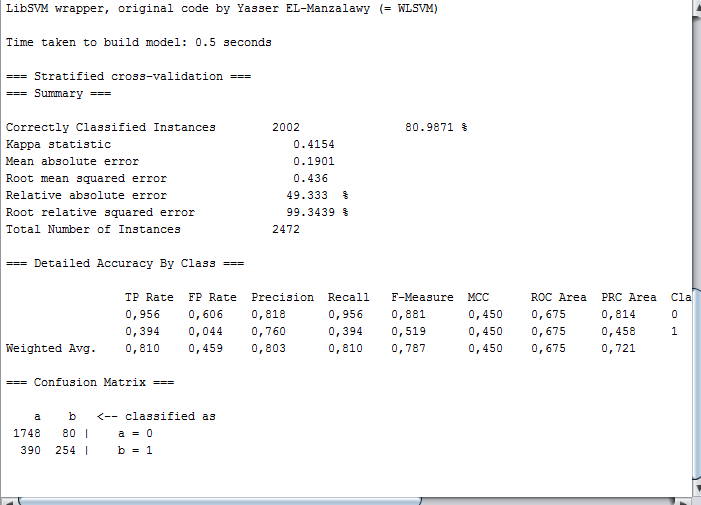 LibSVM wrapper, original code by Yasser EL-Manzalawy (= WLSVM)
Time taken to build model: 0.5 seconds
=== Stratified cross-validation ===
=== Summary ===
Correctly Classified Instances 2002 80.9871 %
Kappa statistic 0.4154
Mean absolute error 0.1901
Root mean squared error 0.436
Relative absolute error 49.333 %
Root relative squared error 99.3439 %
Total Number of Instances 2472
=== Detailed Accuracy By Class ===
TP Rate FP Rate Precision Recall F-Measure MCC ROC Area PRC Area Cla
0,956 0,606 0,818 0,956 0,881 0,450 0,675 0,814 0
0,394 0,044 0,760 0,394 0,519 0,450 0,675 0,458 1
Weighted Avg. 0,810 0,459 0,803 0,810 0,787 0,450 0,675 0,721
=== Confusion Matrix ===
a b <-- classified as
1748 80 | a = 0
390 254 | b = 1